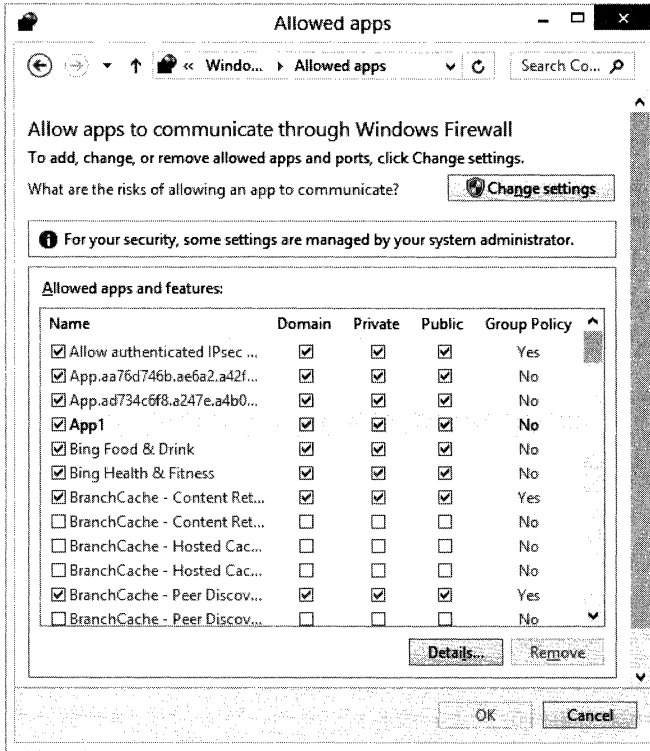 Allowed apps
« Windo... Allowed apps Search Co...
Allow apps to communicate through Windows Firewall
To add, change, or remove allowed apps and ports, click Change settings.
What are the risks of allowing an app to communicate? Change settings
For your security, some settings are managed by your system administrator.
Allowed apps and features:
Name Domain Private Public Group Policy
Allow authenticated IPsec ... Yes
App.aa76d746b.ae6a2.a42f... No
App.ad734c6f8.a247e.a4b0... No
App1 No
Bing Food & Drink No
Bing Health & Fitness No
BranchCache - Content Ret... Yes
BranchCache - Content Ret... No
BranchCache - Hosted Cac... No
BranchCache - Hosted Cac... No
BranchCache - Peer Discov... Yes
BranchCache - Peer Discov... No
Details... Remove
OK Cancel